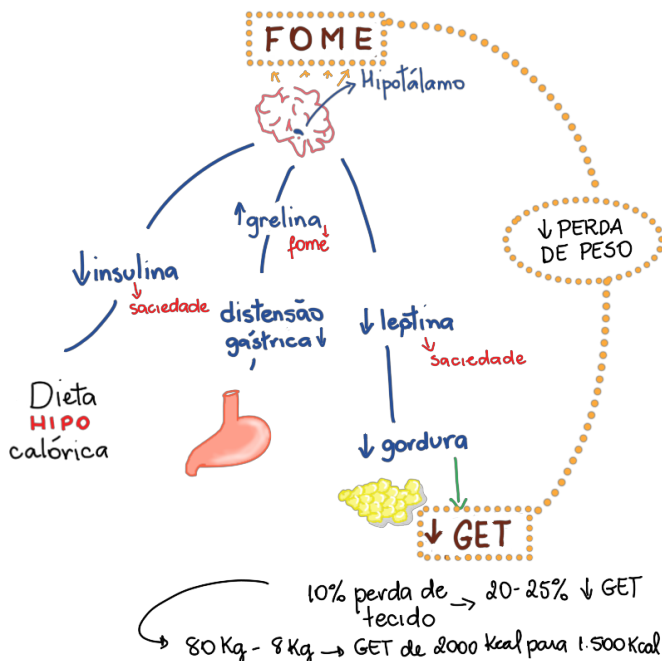 FOME
Hipotálamo
↓ PERDA
DE PESO
↑grelina
fome
↓insulina
saciedade
distensão
gástrica↓
↓ leptina
saciedade
Dieta
HIPO
calórica
↓ gordura
↓ GET
10% perda de → 20-25% ↓ GET
tecido
80 Kg - 8 Kg → GET de 2000 Kcal para 1.500 Kcal